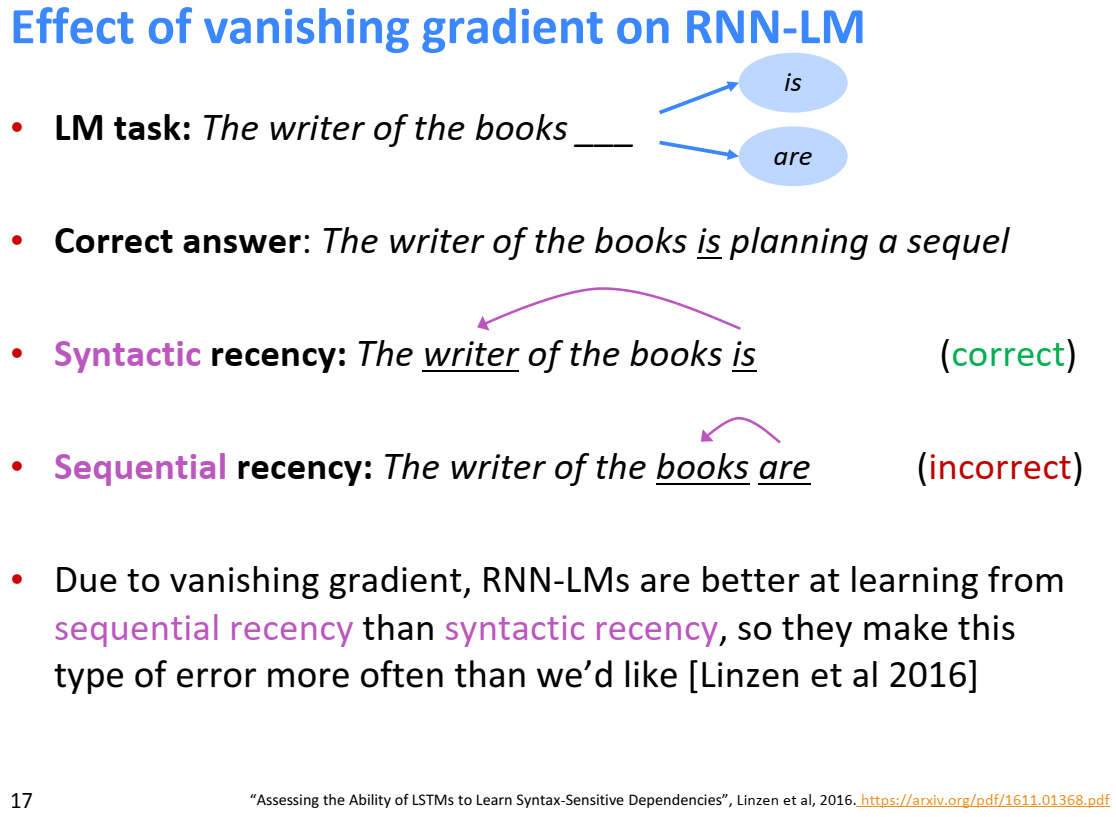 Effect of vanishing gradient on RNN-LM
is
• LM task: The writer of the books ___
are
• Correct answer: The writer of the books is planning a sequel
• Syntactic recency: The writer of the books is (correct)
• Sequential recency: The writer of the books are (incorrect)
• Due to vanishing gradient, RNN-LMs are better at learning from
sequential recency than syntactic recency, so they make this
type of error more often than we’d like [Linzen et al 2016]
17 “Assessing the Ability of LSTMs to Learn Syntax-Sensitive Dependencies”, Linzen et al, 2016. https://arxiv.org/pdf/1611.01368.pdf